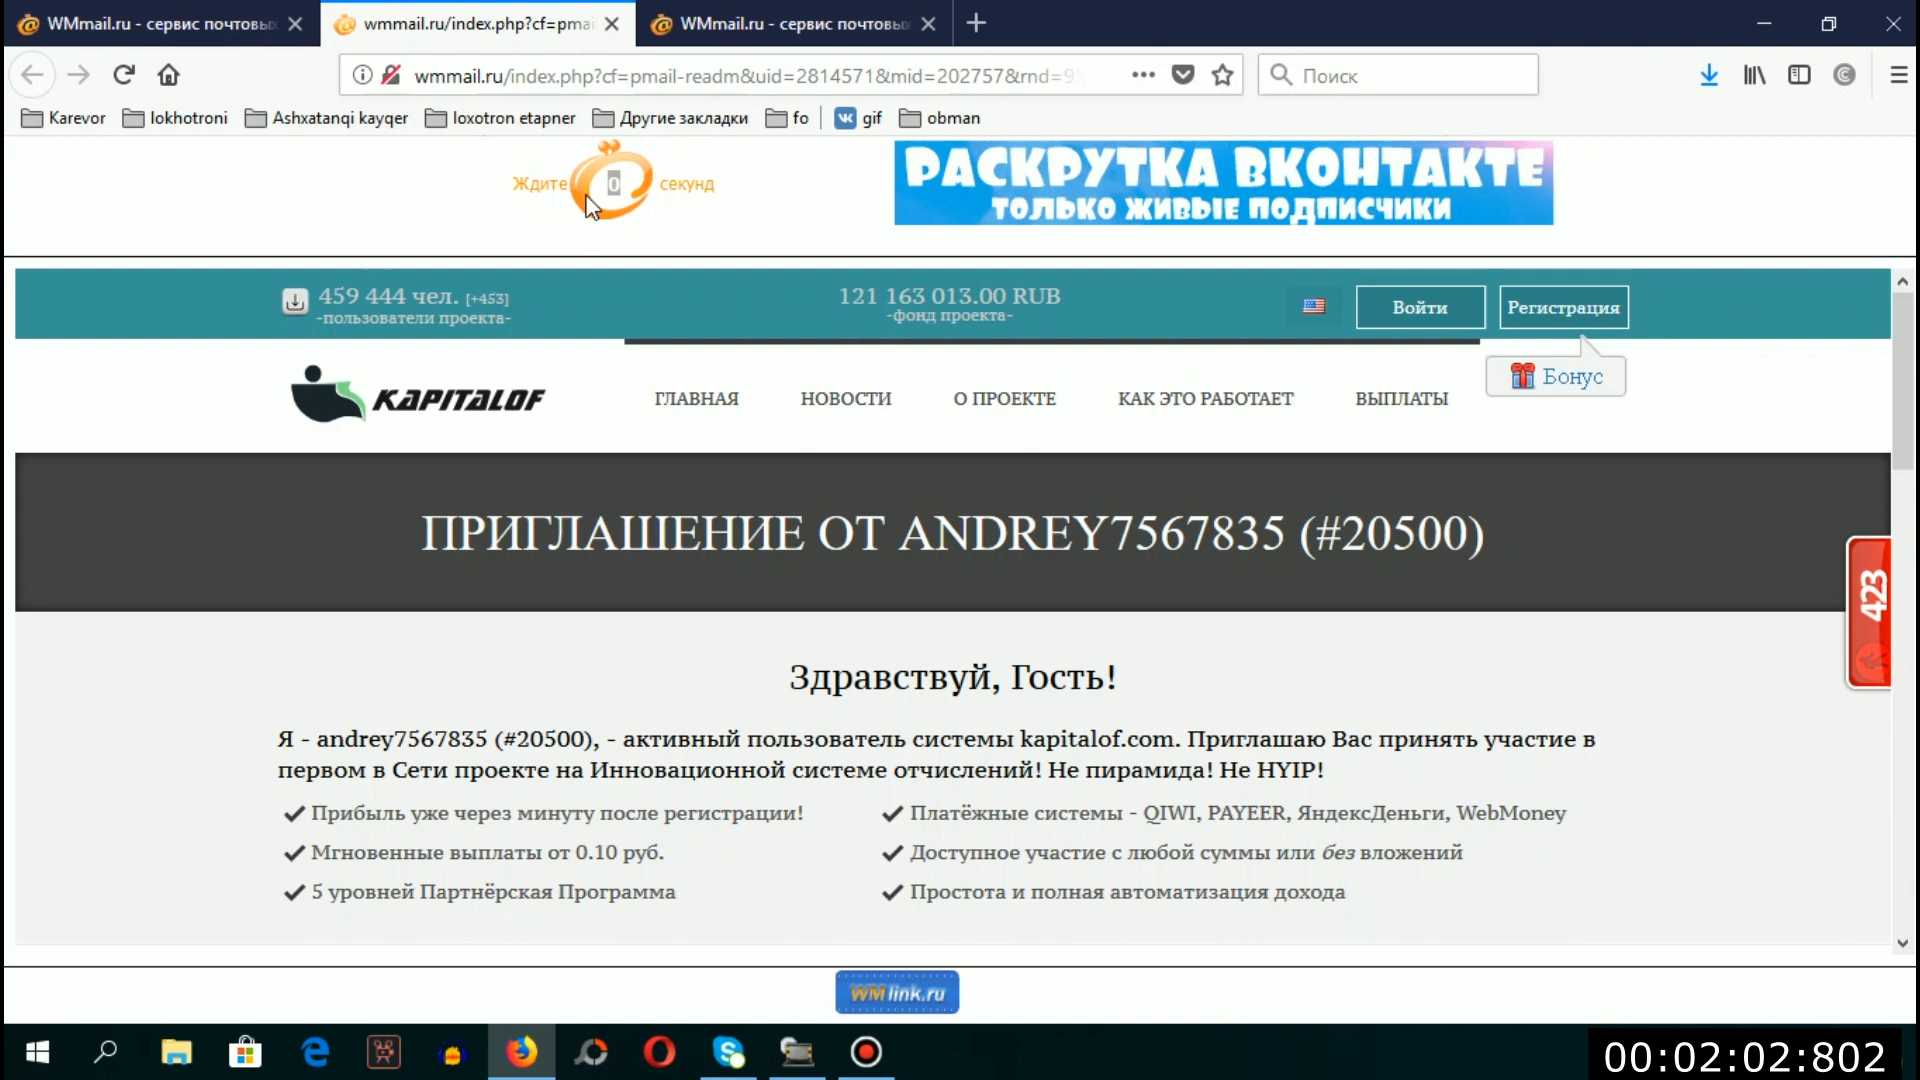 WMmail.ru - сервис почтовых
wmmail.ru/index.php?cf=pmai
WMmail.ru - сервис почтовых
wmmail.ru/index.php?cf=pmail-readm&uid=2814571&mid=202757&rnd=9
Поиск
Karevor
lokhotroni
Ashxatanqi kayqer
loxotron etapner
Другие закладки
fo
gif
obman
Ждите 0 секунд
РАСКРУТКА ВКОНТАКТЕ
ТОЛЬКО ЖИВЫЕ ПОДПИСЧИКИ
459 444 чел. [+453]
-пользователи проекта-
121 163 013.00 RUB
-фонд проекта-
Войти
Регистрация
Бонус
KAPITALOF
ГЛАВНАЯ
НОВОСТИ
О ПРОЕКТЕ
КАК ЭТО РАБОТАЕТ
ВЫПЛАТЫ
ПРИГЛАШЕНИЕ ОТ ANDREY7567835 (#20500)
423
Здравствуй, Гость!
Я - andrey7567835 (#20500), - активный пользователь системы kapitalof.com. Приглашаю Вас принять участие в
первом в Сети проекте на Инновационной системе отчислений! Не пирамида! Не HYIP!
Прибыль уже через минуту после регистрации!
Мгновенные выплаты от 0.10 руб.
5 уровней Партнёрская Программа
Платёжные системы - QIWI, PAYEER, ЯндексДеньги, WebMoney
Доступное участие с любой суммы или без вложений
Простота и полная автоматизация дохода
WMlink.ru
00:02:02:802